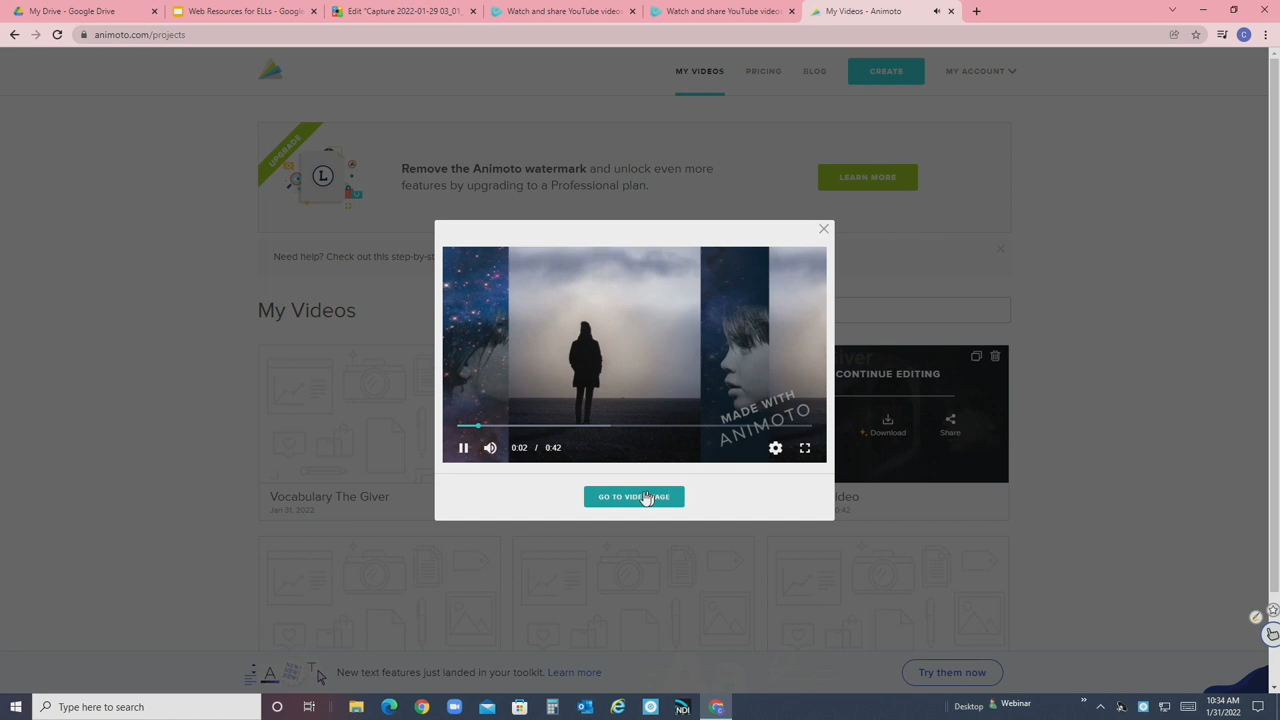 My Drive - Google Drive
Web Resources for ELLs - Google
Edit "Capture 2022-01-29 03_01_
Watch and share YouTube videos
Watch and share YouTube videos
My Videos - Animoto
animoto.com/projects
C
MY VIDEOS
PRICING
BLOG
CREATE
MY ACCOUNT
UPGRADE
L
Remove the Animoto watermark and unlock even more
features by upgrading to a Professional plan.
LEARN MORE
Need help? Check out this step-by-st
My Videos
MADE WITH
ANIMOTO
0:02 / 0:42
GO TO VIDEO PAGE
CONTINUE EDITING
Download
Share
Vocabulary The Giver
Jan 31, 2022
0:42
New text features just landed in your toolkit. Learn more
Try them now
Type here to search
Desktop
Webinar
10:34 AM
1/31/2022